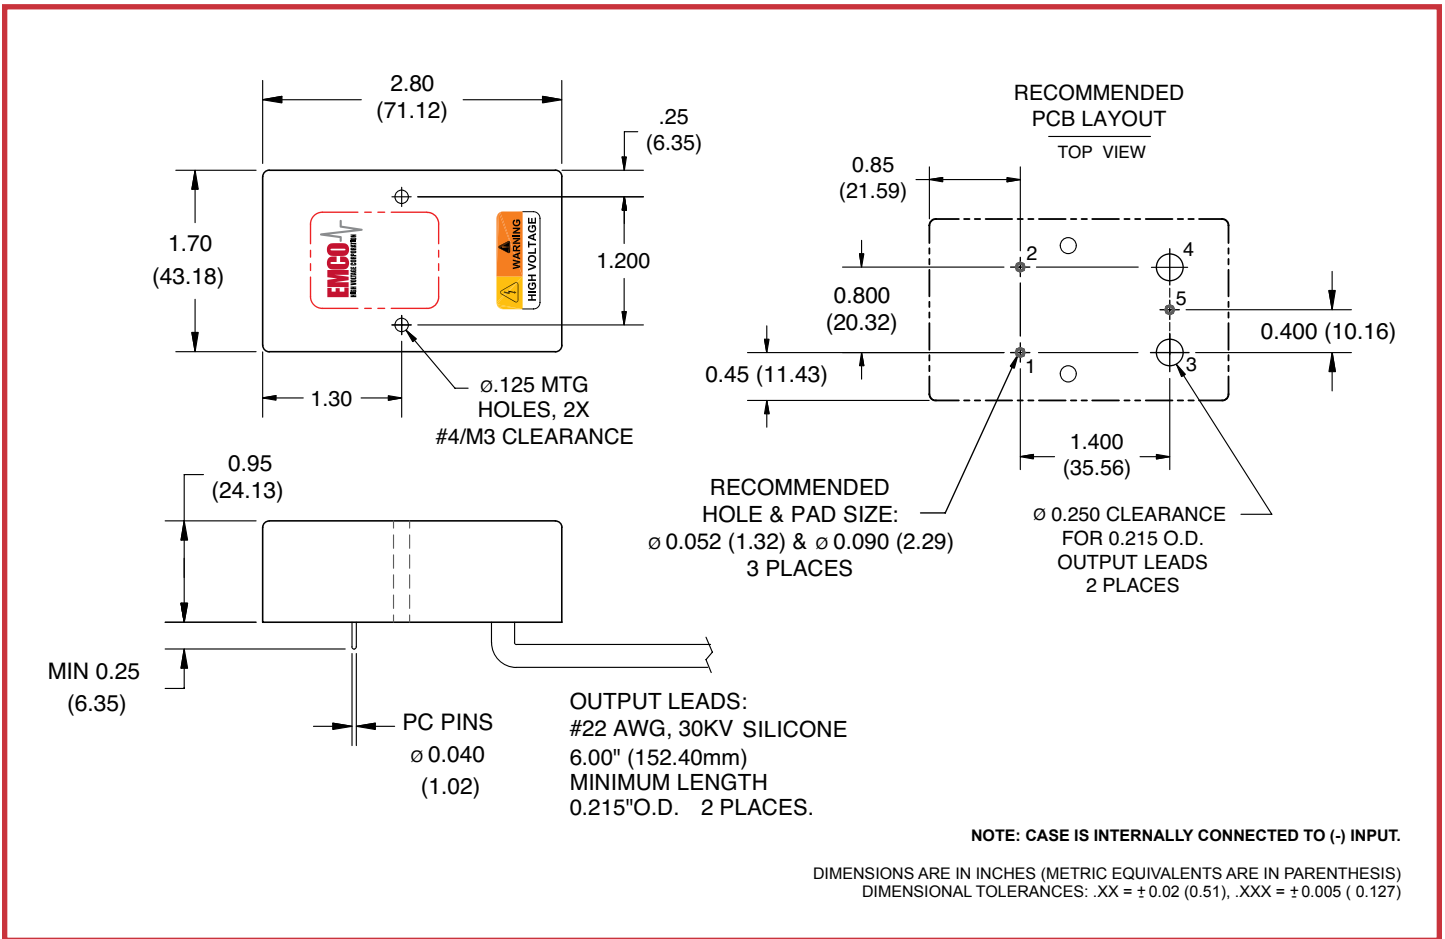 2.80
(71.12)
.25
(6.35)
1.70
(43.18)
EMCO
HIGH VOLTAGE CORPORATION
WARNING
HIGH VOLTAGE
1.200
1.30
Ø.125 MTG
HOLES, 2X
#4/M3 CLEARANCE
RECOMMENDED
PCB LAYOUT
TOP VIEW
0.85
(21.59)
2
4
0.800
(20.32)
5
0.400 (10.16)
0.45 (11.43)
1
3
1.400
(35.56)
RECOMMENDED
HOLE & PAD SIZE:
Ø 0.052 (1.32) & Ø 0.090 (2.29)
3 PLACES
Ø 0.250 CLEARANCE
FOR 0.215 O.D.
OUTPUT LEADS
2 PLACES
0.95
(24.13)
MIN 0.25
(6.35)
PC PINS
Ø 0.040
(1.02)
OUTPUT LEADS:
#22 AWG, 30KV SILICONE
6.00" (152.40mm)
MINIMUM LENGTH
0.215"O.D. 2 PLACES.
NOTE: CASE IS INTERNALLY CONNECTED TO (-) INPUT.
DIMENSIONS ARE IN INCHES (METRIC EQUIVALENTS ARE IN PARENTHESIS)
DIMENSIONAL TOLERANCES: .XX = ±0.02 (0.51), .XXX = ±0.005 ( 0.127)